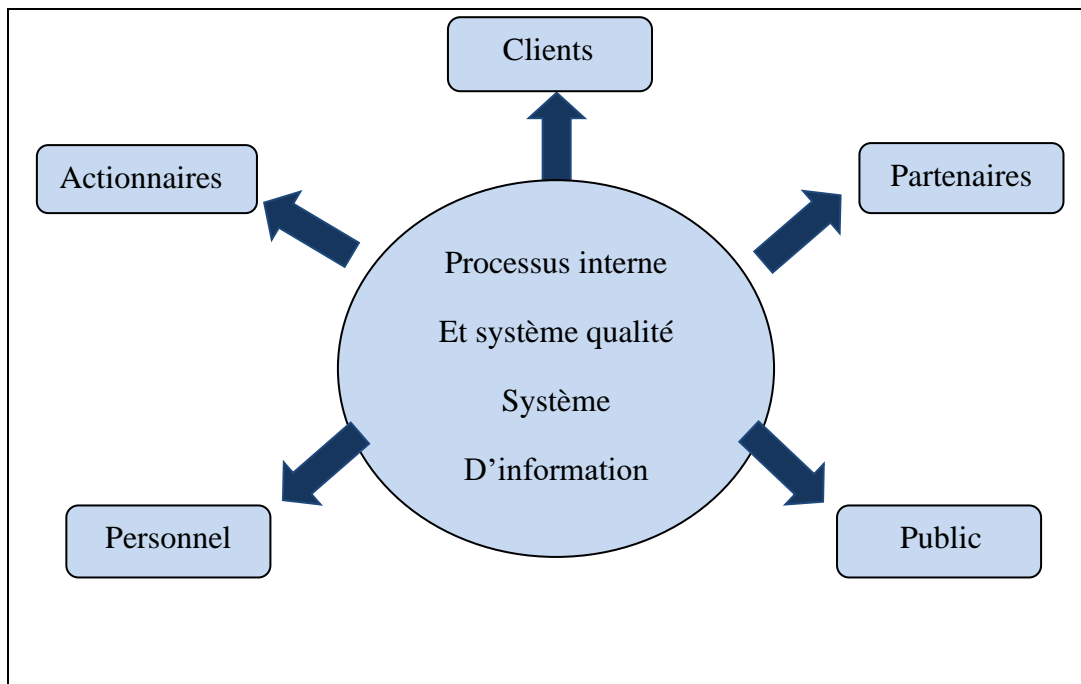 Clients
Actionnaires
Partenaires
Processus interne
Et système qualité
Système
D’information
Personnel
Public